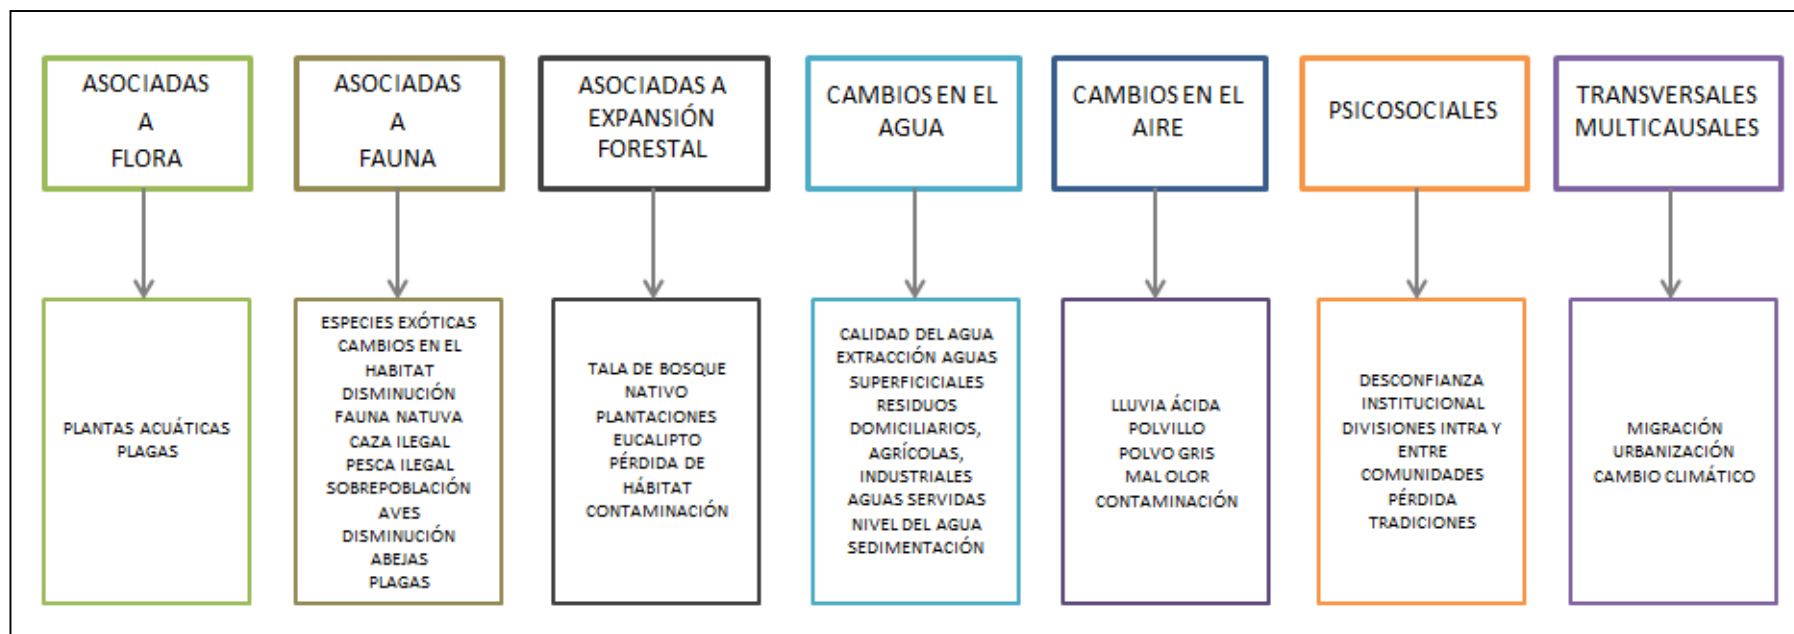 ASOCIADAS
A
FLORA
ASOCIADAS
A
FAUNA
ASOCIADAS A
EXPANSIÓN
FORESTAL
CAMBIOS EN EL
AGUA
CAMBIOS EN EL
AIRE
PSICOSOCIALES
TRANSVERSALES
MULTICAUSALES
PLANTAS ACUÁTICAS
PLAGAS
ESPECIES EXÓTICAS
CAMBIOS EN EL
HABITAT
DISMINUCIÓN
FAUNA NATUVA
CAZA ILEGAL
PESCA ILEGAL
SOBREPOBLACIÓN
AVES
DISMINUCIÓN
ABEJAS
PLAGAS
TALA DE BOSQUE
NATIVO
PLANTACIONES
EUCALIPTO
PÉRDIDA DE
HÁBITAT
CONTAMINACIÓN
CALIDAD DEL AGUA
EXTRACCIÓN AGUAS
SUPERFICICIALES
RESIDUOS
DOMICILIARIOS,
AGRÍCOLAS,
INDUSTRIALES
AGUAS SERVIDAS
NIVEL DEL AGUA
SEDIMENTACIÓN
LLUVIA ÁCIDA
POLVILLO
POLVO GRIS
MAL OLOR
CONTAMINACIÓN
DESCONFIANZA
INSTITUCIONAL
DIVISIONES INTRA Y
ENTRE
COMUNIDADES
PÉRDIDA
TRADICIONES
MIGRACIÓN
URBANIZACIÓN
CAMBIO CLIMÁTICO